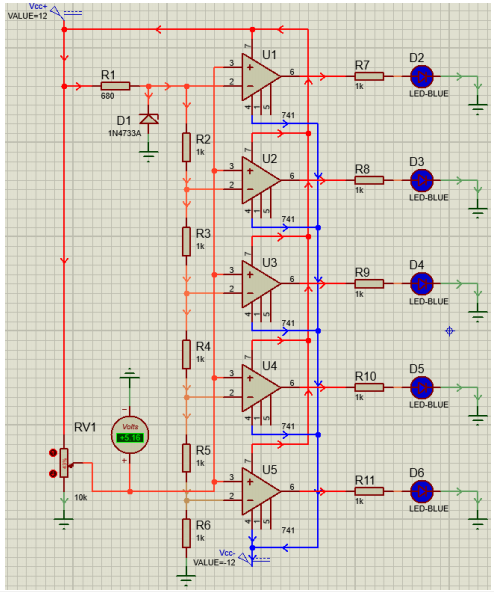 Vcc+
VALUE=12
R1
680
D1
1N4733A
U1
3
2
7
6
4
1
5
741
R7
1k
D2
LED-BLUE
R2
1k
U2
3
2
7
6
4
1
5
741
R8
1k
D3
LED-BLUE
R3
1k
U3
3
2
7
6
4
1
5
741
R9
1k
D4
LED-BLUE
R4
1k
U4
3
2
7
6
4
1
5
741
R10
1k
D5
LED-BLUE
RV1
10k
Volts
+5.16
R5
1k
U5
3
2
7
6
4
1
5
741
R11
1k
D6
LED-BLUE
R6
1k
Vcc-
VALUE=-12